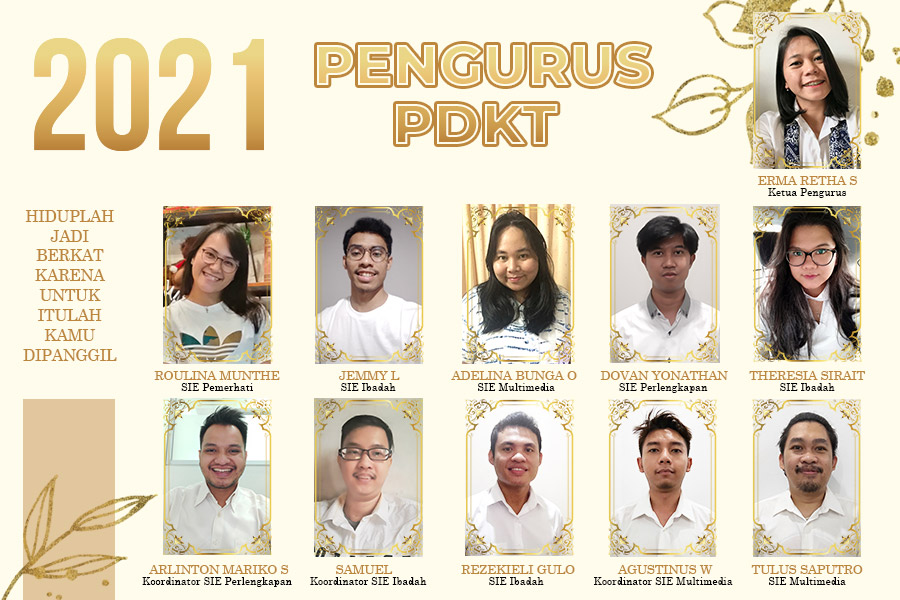 2021
PENGURUS
PDKT
ERMA RETHA S
Ketua Pengurus
HIDUPLAH
JADI
BERKAT
KARENA
UNTUK
ITULAH
KAMU
DIPANGGIL
ROULINA MUNTHE
SIE Pemerhati
JEMMY L
SIE Ibadah
ADELINA BUNGA O
SIE Multimedia
DOVAN YONATHAN
SIE Perlengkapan
THERESIA SIRAIT
SIE Ibadah
ARLINTON MARIKO S
Koordinator SIE Perlengkapan
SAMUEL
Koordinator SIE Ibadah
REZEKIELI GULO
SIE Ibadah
AGUSTINUS W
Koordinator SIE Multimedia
TULUS SAPUTRO
SIE Multimedia